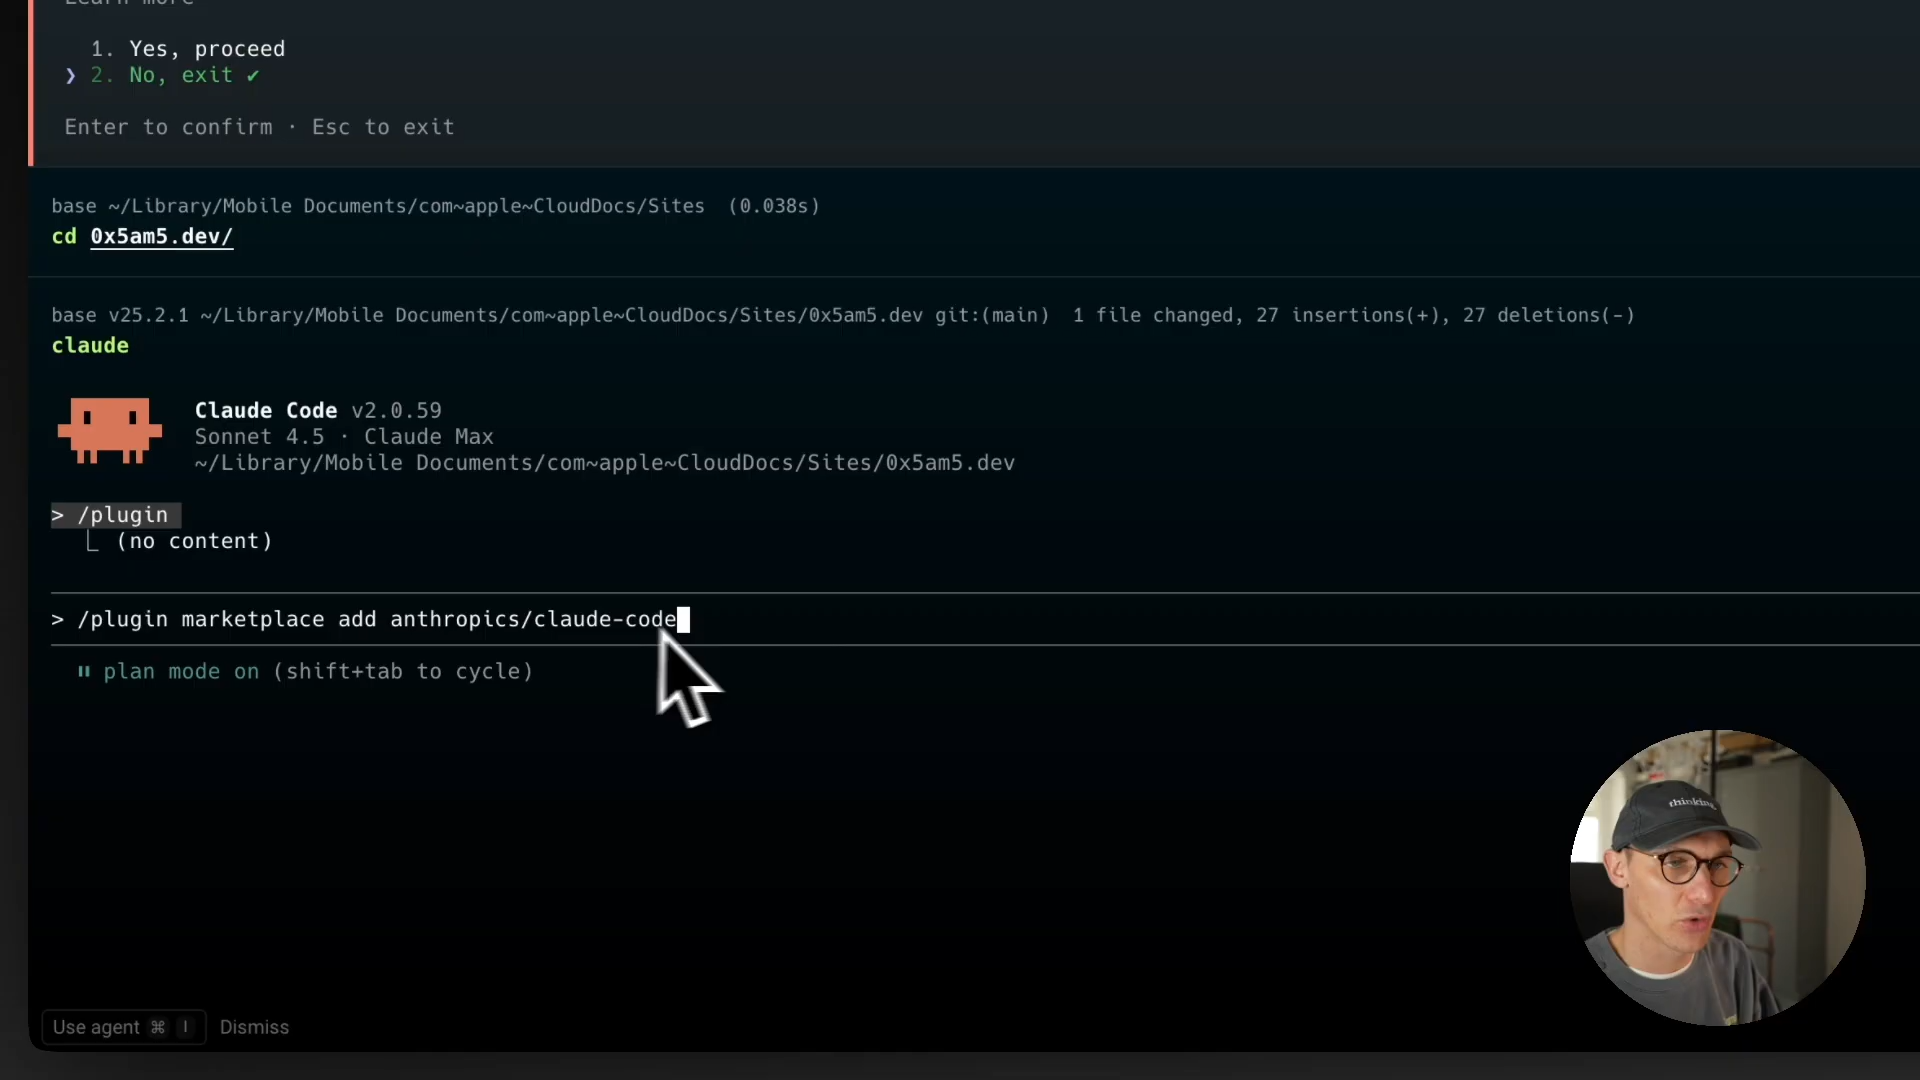 Learn more
1. Yes, proceed
❯ 2. No, exit ✔
Enter to confirm · Esc to exit
base ~/Library/Mobile Documents/com~apple~CloudDocs/Sites (0.038s)
cd 0x5am5.dev/
base v25.2.1 ~/Library/Mobile Documents/com~apple~CloudDocs/Sites/0x5am5.dev git:(main) 1 file changed, 27 insertions(+), 27 deletions(-)
claude
Claude Code v2.0.59
Sonnet 4.5 · Claude Max
~/Library/Mobile Documents/com~apple~CloudDocs/Sites/0x5am5.dev
> /plugin
⎿ (no content)
> /plugin marketplace add anthropics/claude-code
⏸ plan mode on (shift+tab to cycle)
thinking
Use agent ⌘ I Dismiss